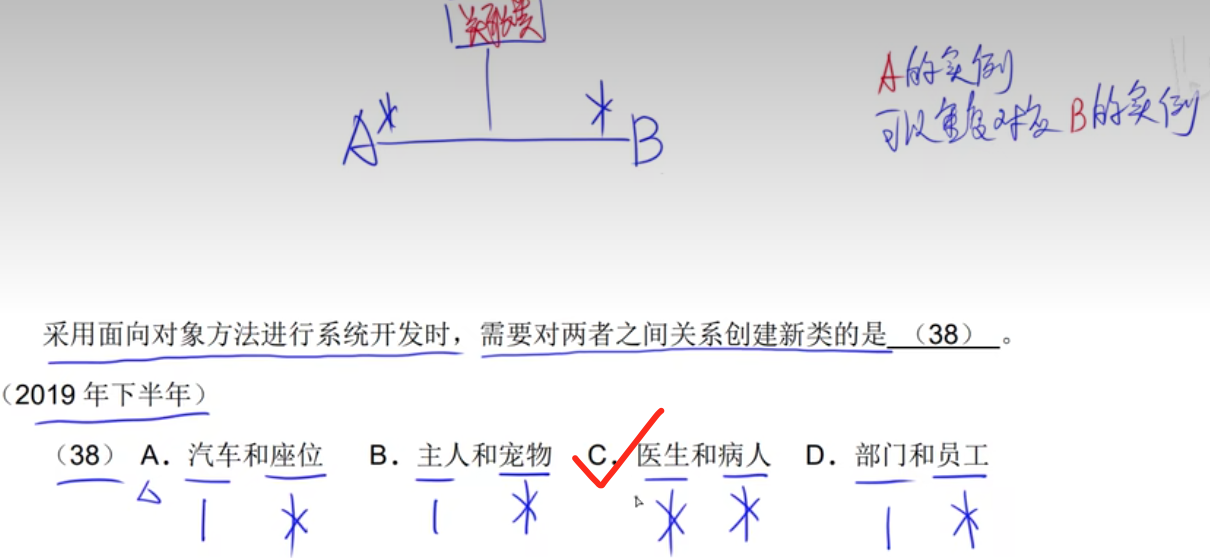 关联类
A的实例
A * * B
可以重复对应B的实例
采用面向对象方法进行系统开发时，需要对两者之间关系创建新类的是 （38） 。
（2019 年下半年）
（38） A. 汽车和座位 B. 主人和宠物 C. 医生和病人 D. 部门和员工
1 * 1 * * * 1 *